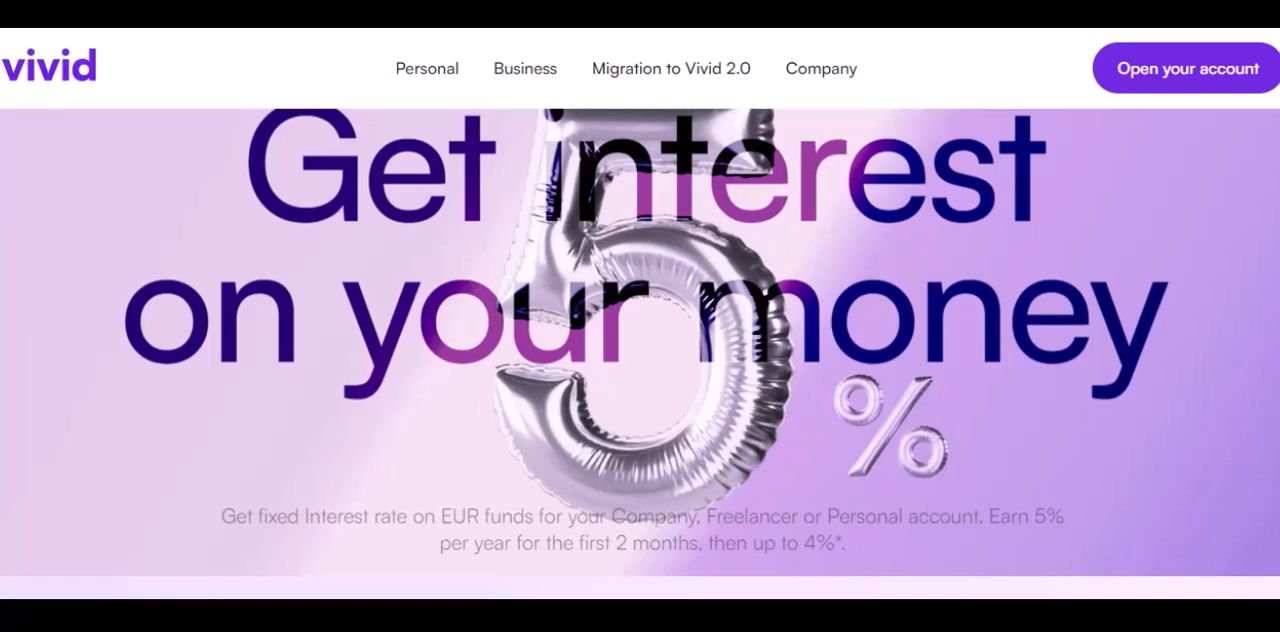 vivid
Personal Business Migration to Vivid 2.0 Company
Open your account
Get interest
on your money
5
%
Get fixed Interest rate on EUR funds for your Company, Freelancer or Personal account. Earn 5%
per year for the first 2 months, then up to 4%*.